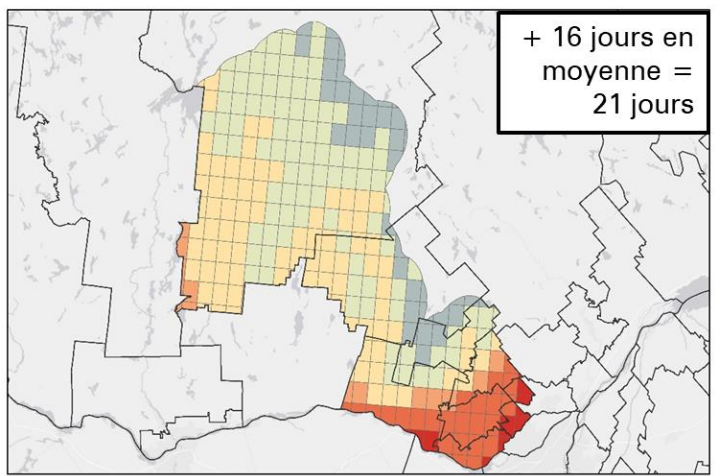 + 16 jours en
moyenne =
21 jours